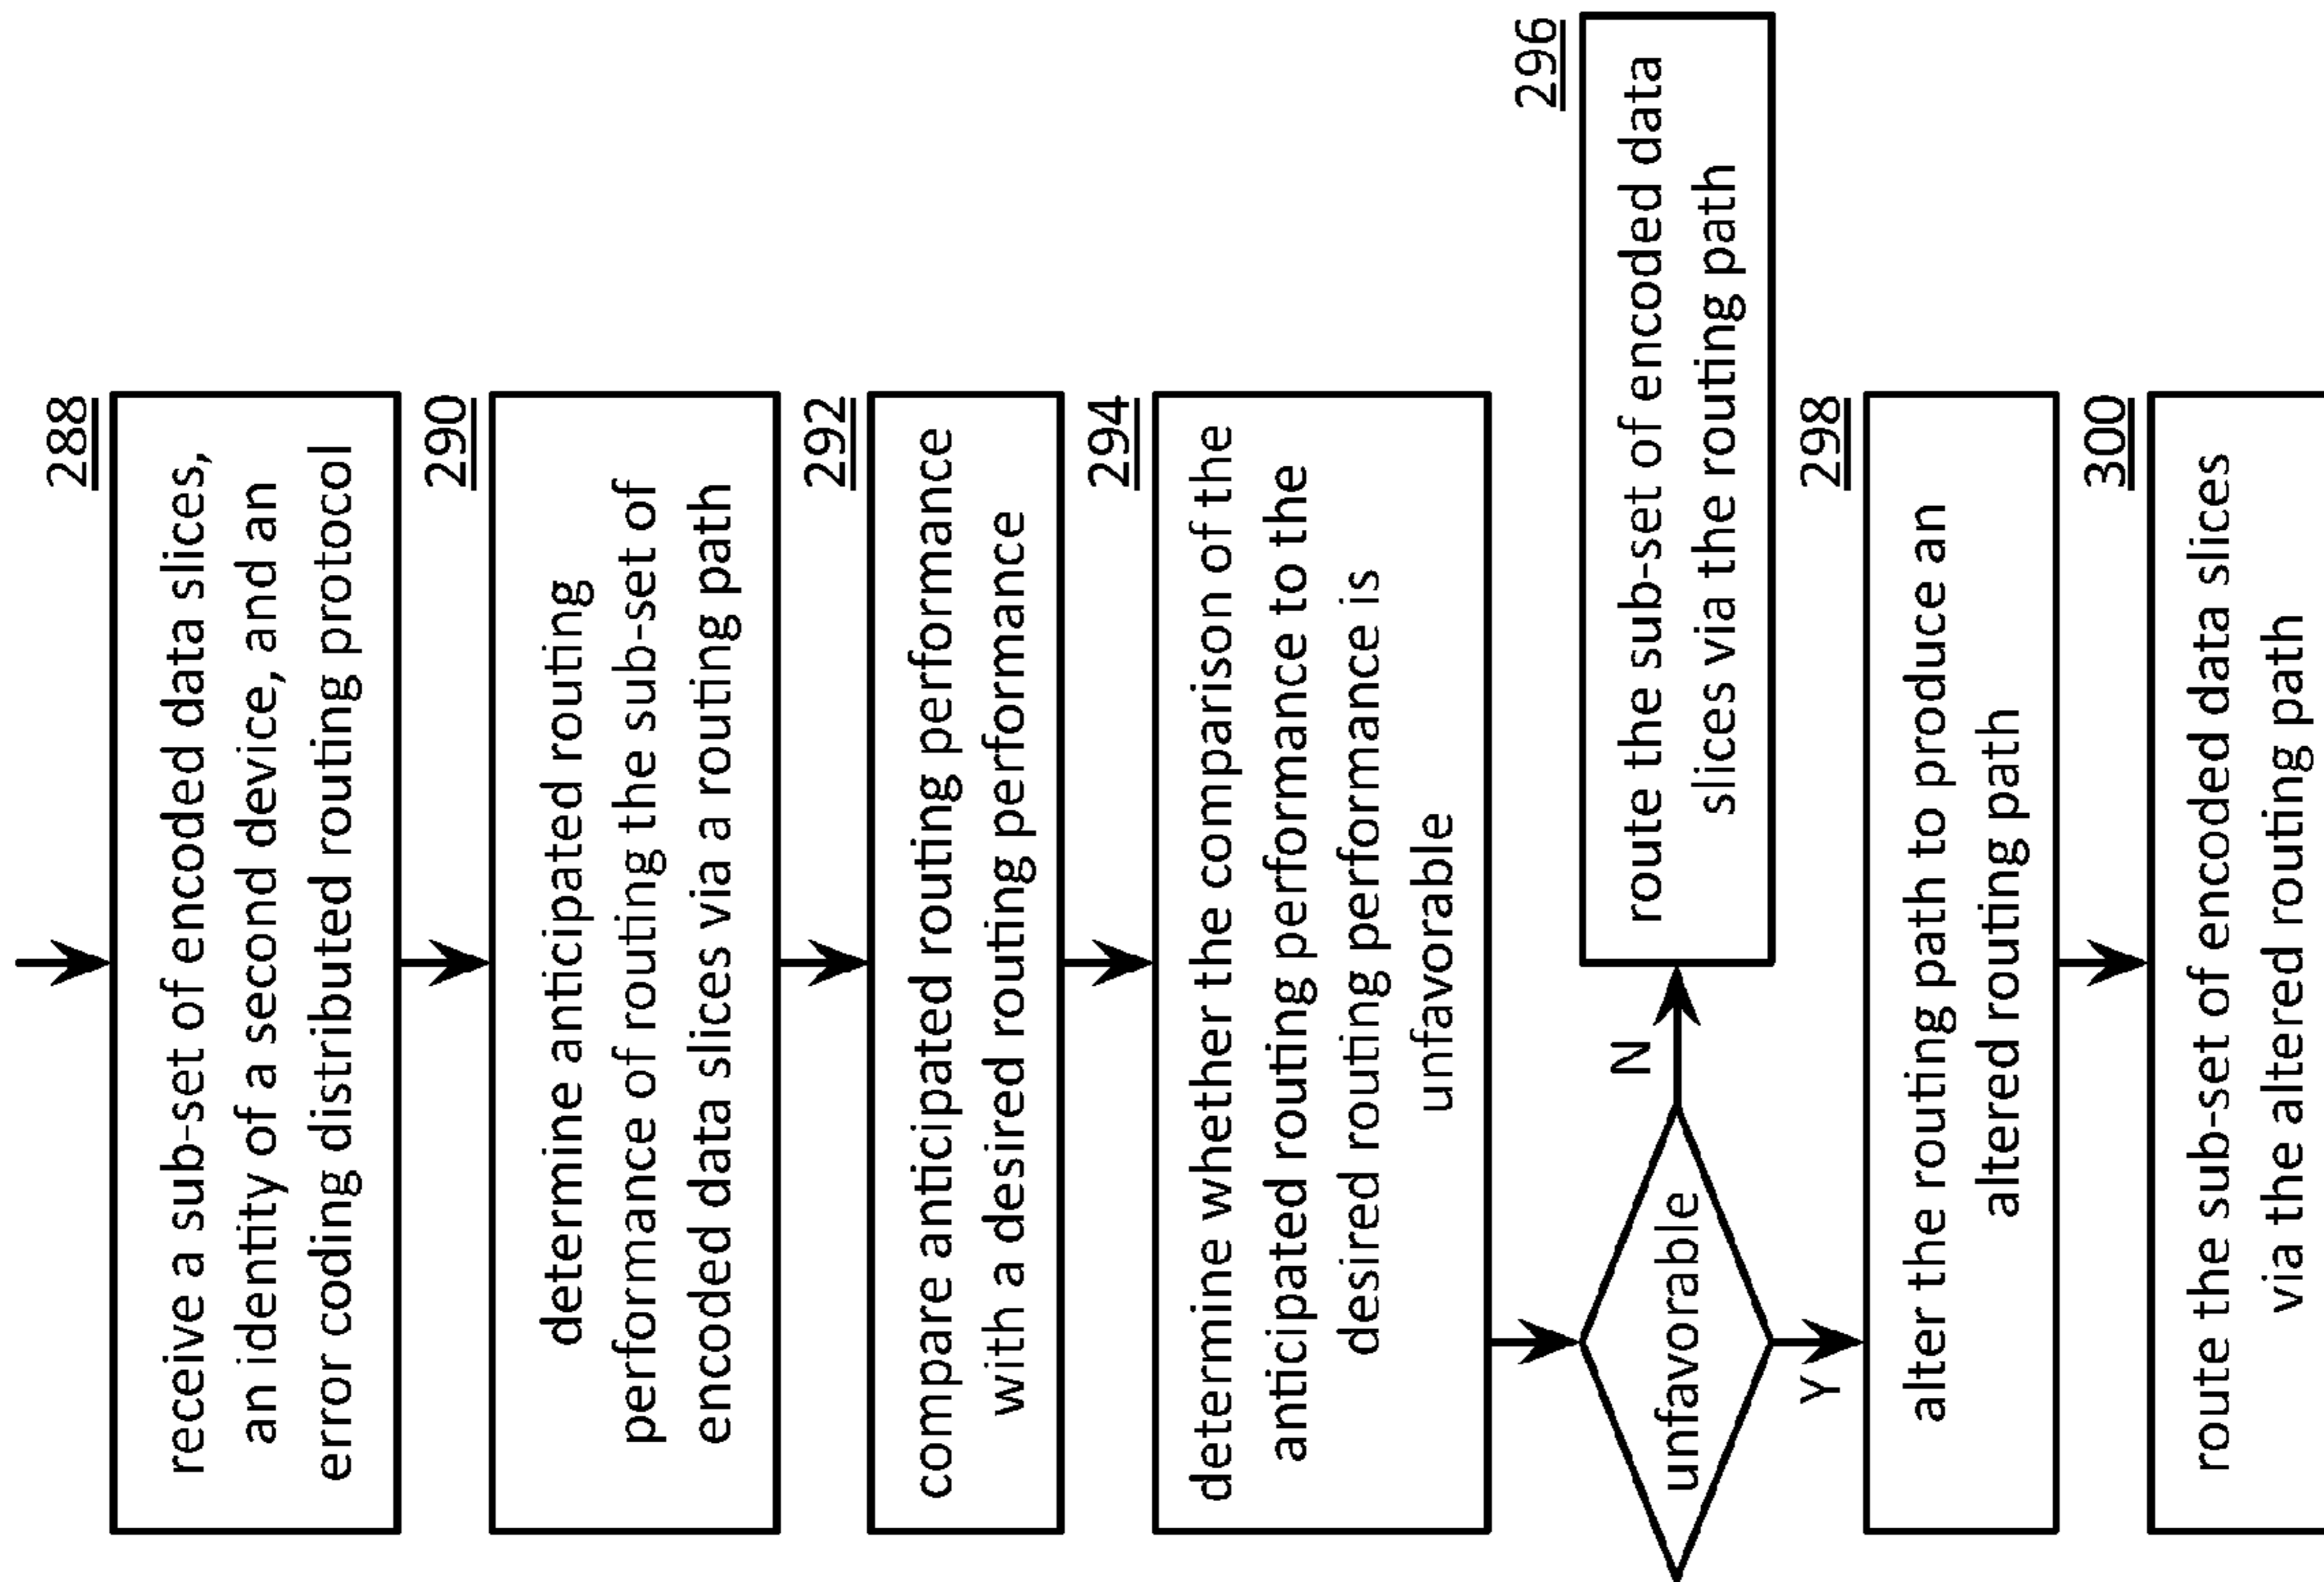 288
receive a sub-set of encoded data slices,
an identity of a second device, and an
error coding distributed routing protocol
290
determine anticipated routing
performance of routing the sub-set of
encoded data slices via a routing path
292
compare anticipated routing performance
with a desired routing performance
294
determine whether the comparison of the
anticipated routing performance to the
desired routing performance is
unfavorable
unfavorable
N
296
route the sub-set of encoded data
slices via the routing path
Y
298
alter the routing path to produce an
altered routing path
300
route the sub-set of encoded data slices
via the altered routing path